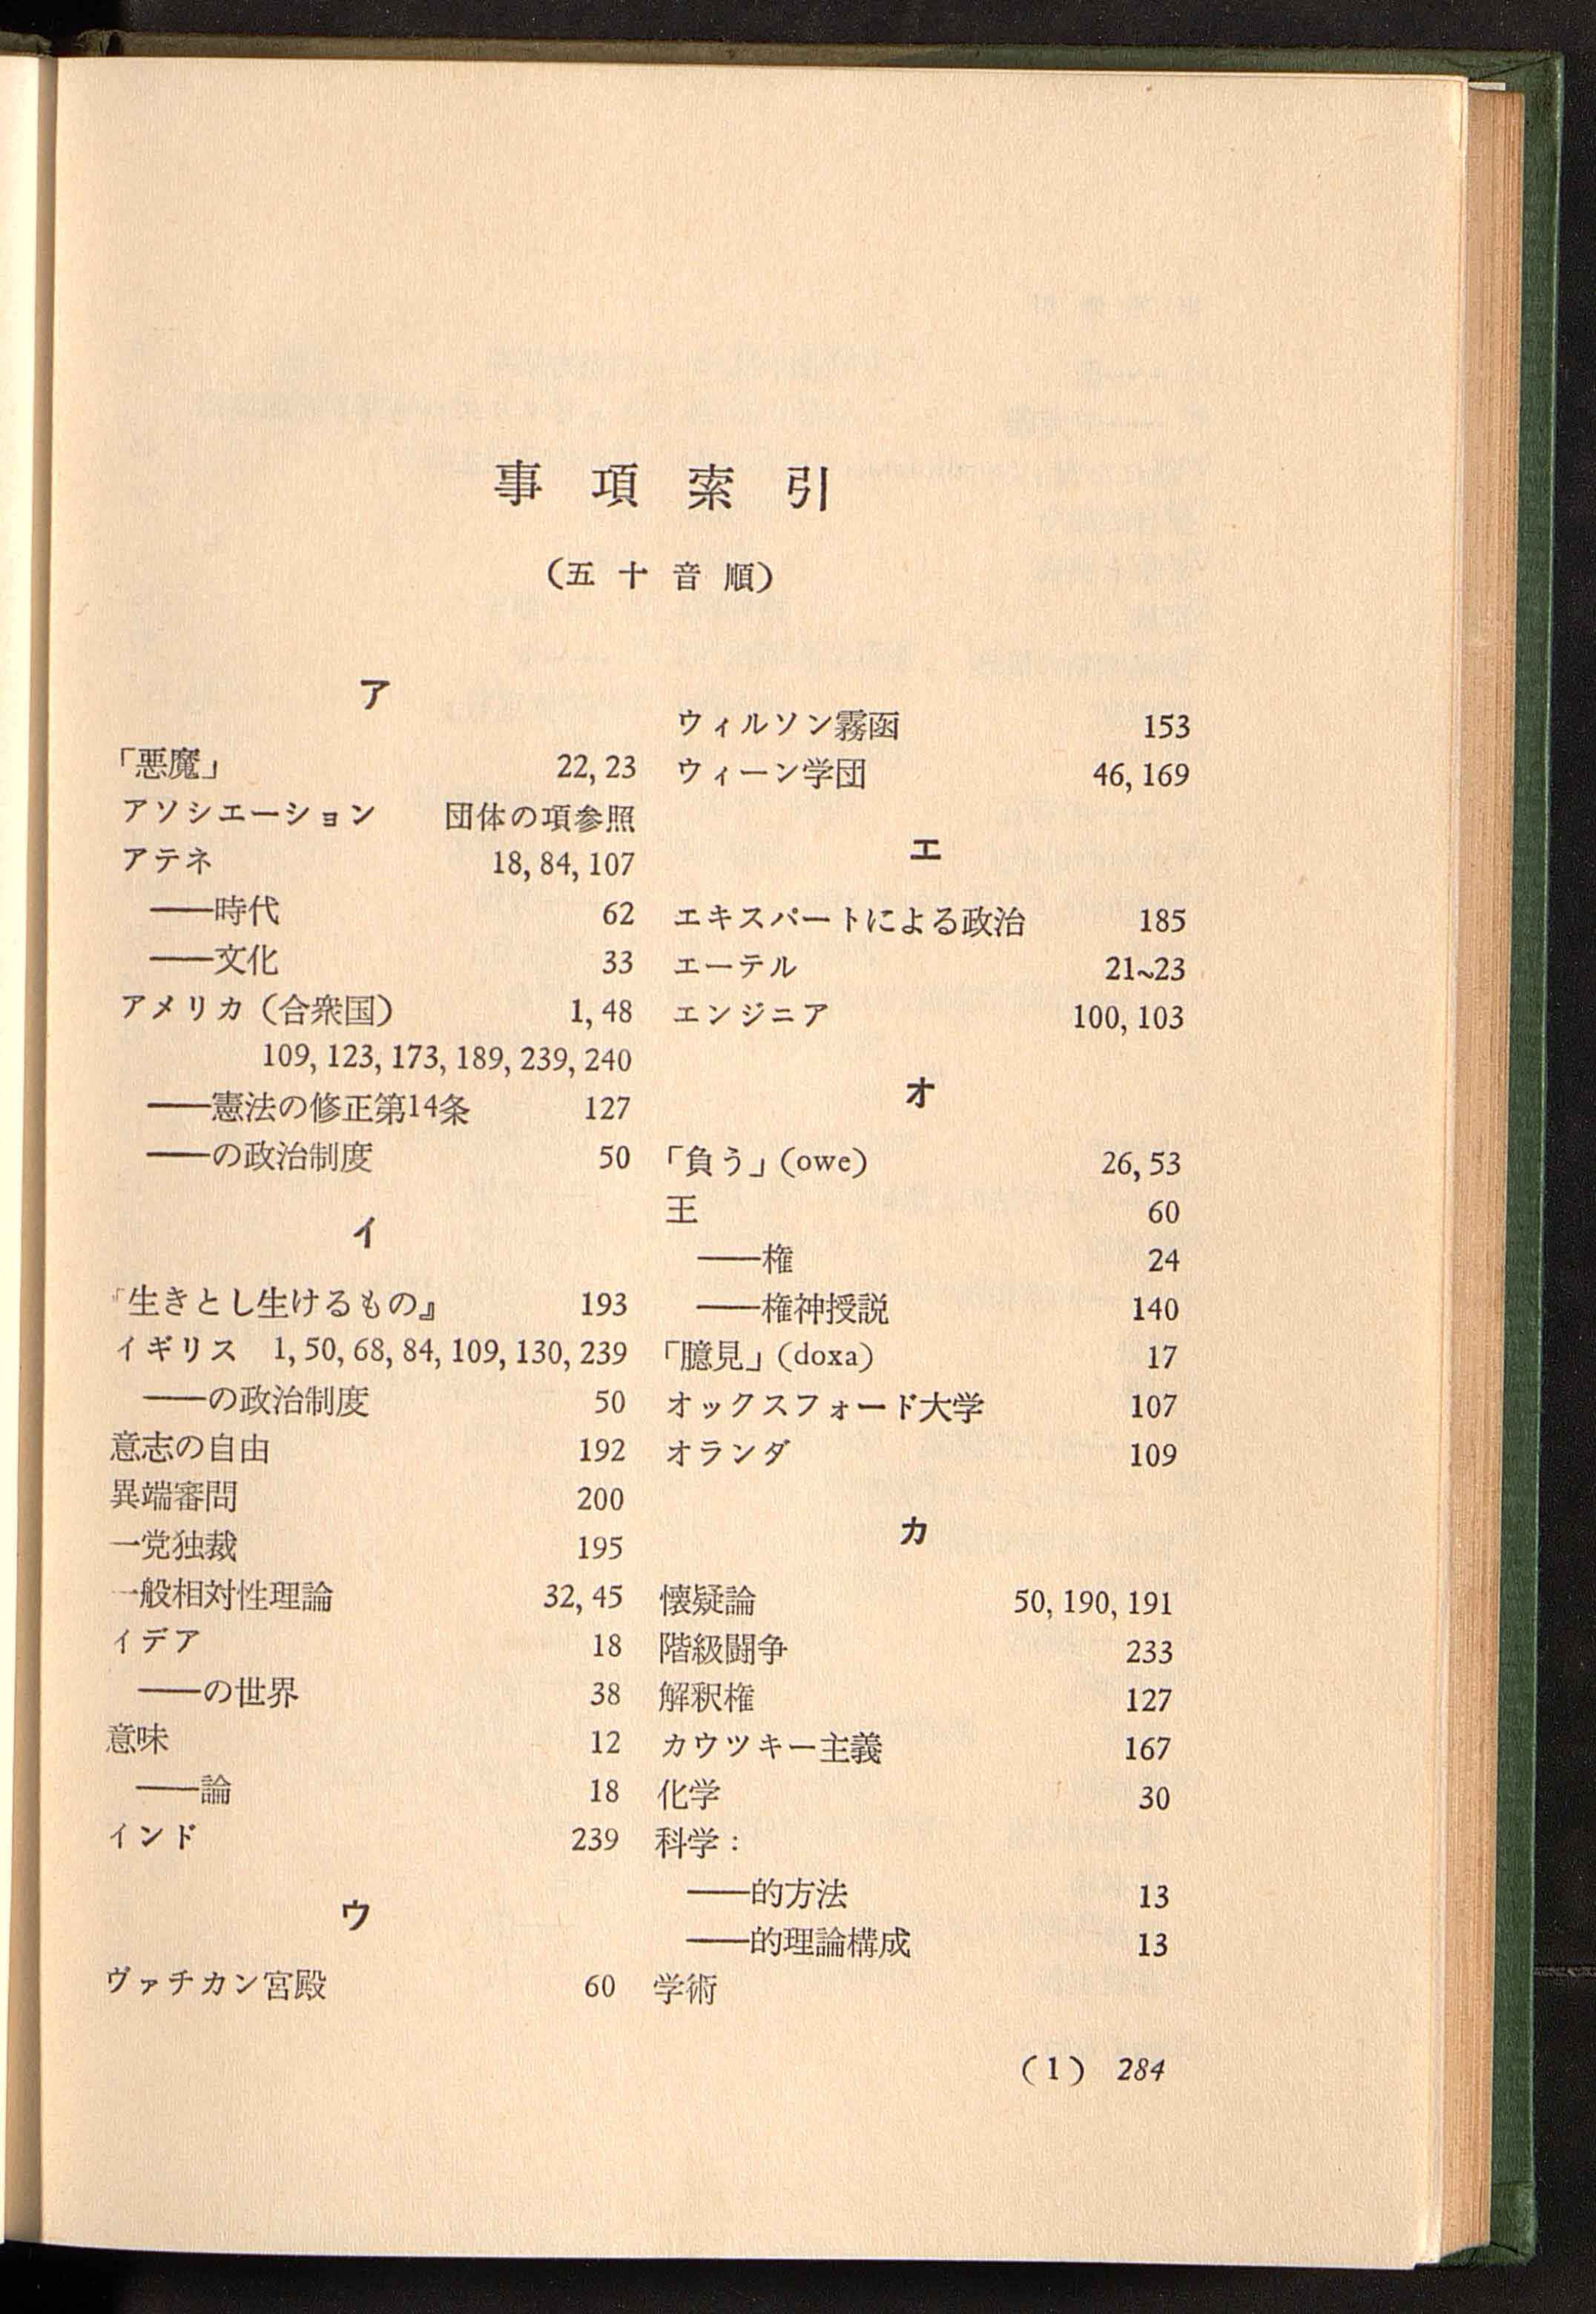 事項索引
(五十音順)
ア
「悪魔」 22, 23
アソシエーション 団体の項参照
アテネ 18, 84, 107
――時代 62
――文化 33
アメリカ(合衆国) 1, 48
109, 123, 173, 189, 239, 240
――憲法の修正第14条 127
――の政治制度 50
イ
『生きとし生けるもの』 193
イギリス 1, 50, 68, 84, 109, 130, 239
――の政治制度 50
意志の自由 192
異端審問 200
一党独裁 195
一般相対性理論 32, 45
イデア 18
――の世界 38
意味 12
――論 18
インド 239
ウ
ヴァチカン宮殿 60
ウィルソン霧函 153
ウィーン学団 46, 169
エ
エキスパートによる政治 185
エーテル 21~23
エンジニア 100, 103
オ
「負う」(owe) 26, 53
王 60
――権 24
――権神授説 140
「臆見」(doxa) 17
オックスフォード大学 107
オランダ 109
カ
懐疑論 50, 190, 191
階級闘争 233
解釈権 127
カウツキー主義 167
化学 30
科学:
――的方法 13
――的理論構成 13
学術
(1) 284